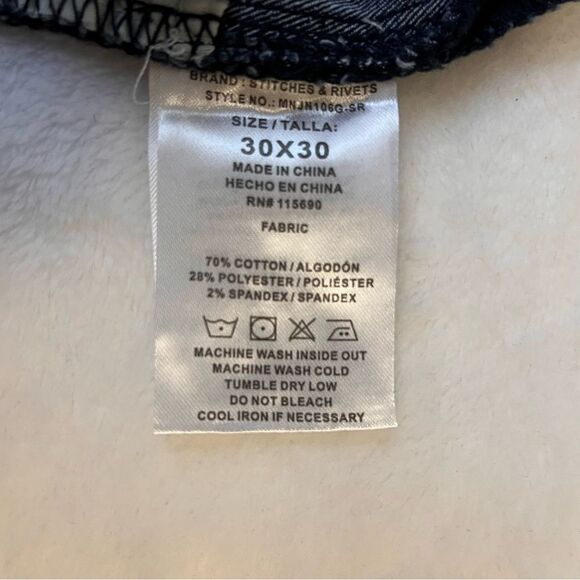 BRAND : STITCHES & RIVETS
STYLE NO.: MNJN106G-SR
SIZE / TALLA:
30X30
MADE IN CHINA
HECHO EN CHINA
RN# 115690
FABRIC
70% COTTON / ALGODÓN
28% POLYESTER / POLIÉSTER
2% SPANDEX / SPANDEX
MACHINE WASH INSIDE OUT
MACHINE WASH COLD
TUMBLE DRY LOW
DO NOT BLEACH
COOL IRON IF NECESSARY